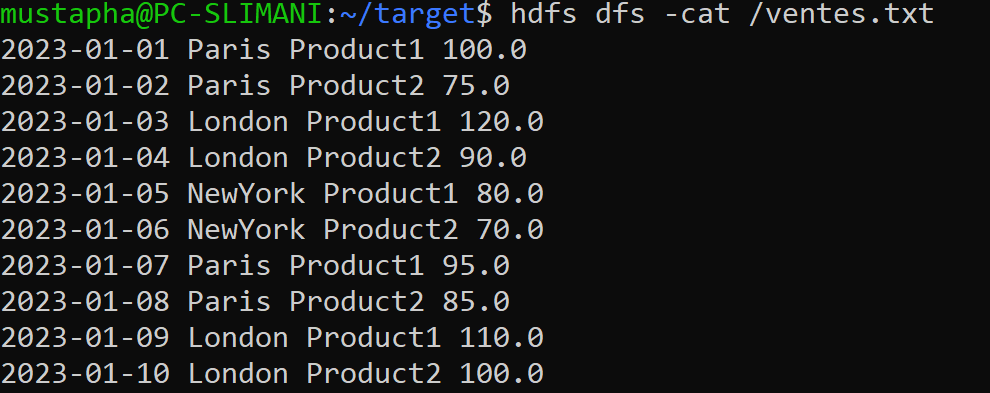 mustapha@PC-SLIMANI:~/target$ hdfs dfs -cat /ventes.txt
2023-01-01 Paris Product1 100.0
2023-01-02 Paris Product2 75.0
2023-01-03 London Product1 120.0
2023-01-04 London Product2 90.0
2023-01-05 NewYork Product1 80.0
2023-01-06 NewYork Product2 70.0
2023-01-07 Paris Product1 95.0
2023-01-08 Paris Product2 85.0
2023-01-09 London Product1 110.0
2023-01-10 London Product2 100.0